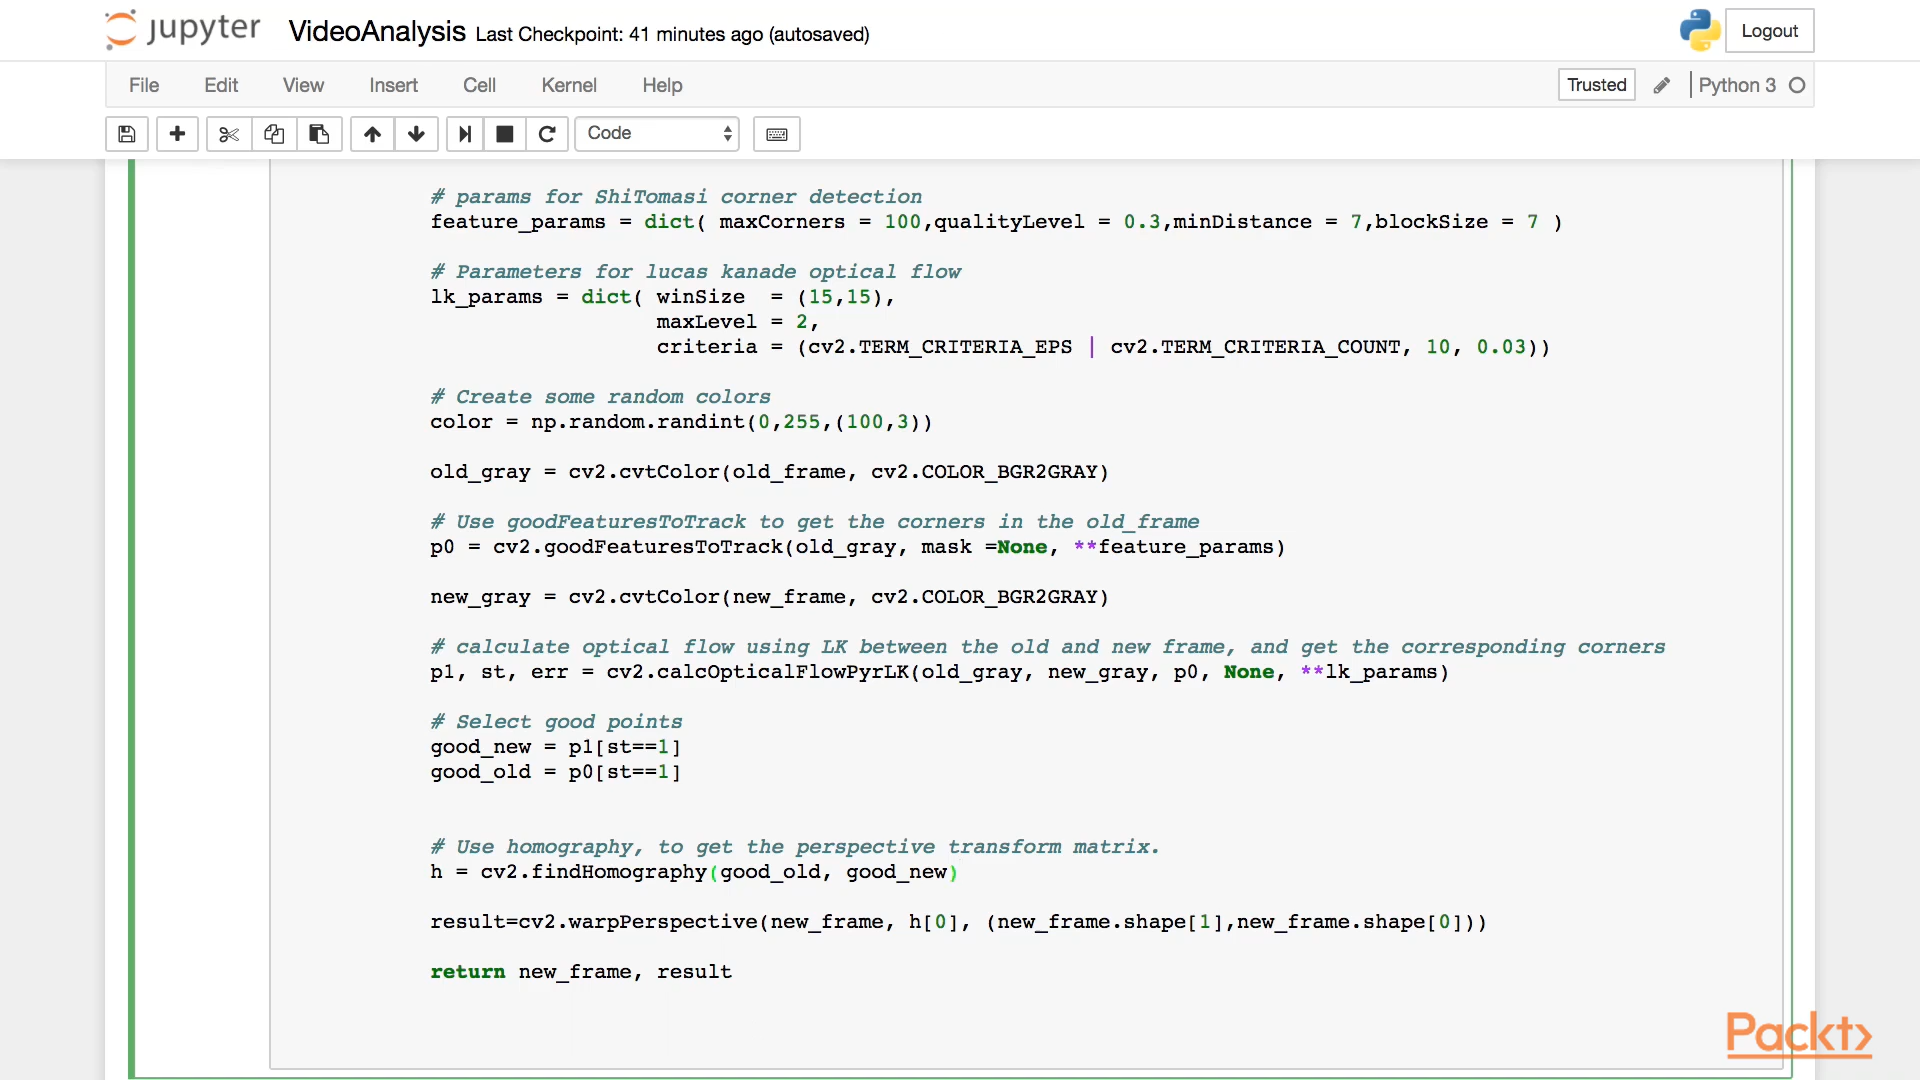 jupyter VideoAnalysis Last Checkpoint: 41 minutes ago (autosaved) Logout
File Edit View Insert Cell Kernel Help Trusted Python 3
Code
# params for ShiTomasi corner detection
feature_params = dict( maxCorners = 100,qualityLevel = 0.3,minDistance = 7,blockSize = 7 )
# Parameters for lucas kanade optical flow
lk_params = dict( winSize  = (15,15),
maxLevel = 2,
criteria = (cv2.TERM_CRITERIA_EPS | cv2.TERM_CRITERIA_COUNT, 10, 0.03))
# Create some random colors
color = np.random.randint(0,255,(100,3))
old_gray = cv2.cvtColor(old_frame, cv2.COLOR_BGR2GRAY)
# Use goodFeaturesToTrack to get the corners in the old_frame
p0 = cv2.goodFeaturesToTrack(old_gray, mask =None, **feature_params)
new_gray = cv2.cvtColor(new_frame, cv2.COLOR_BGR2GRAY)
# calculate optical flow using LK between the old and new frame, and get the corresponding corners
p1, st, err = cv2.calcOpticalFlowPyrLK(old_gray, new_gray, p0, None, **lk_params)
# Select good points
good_new = p1[st==1]
good_old = p0[st==1]
# Use homography, to get the perspective transform matrix.
h = cv2.findHomography(good_old, good_new)
result=cv2.warpPerspective(new_frame, h[0], (new_frame.shape[1],new_frame.shape[0]))
return new_frame, result
Packt>